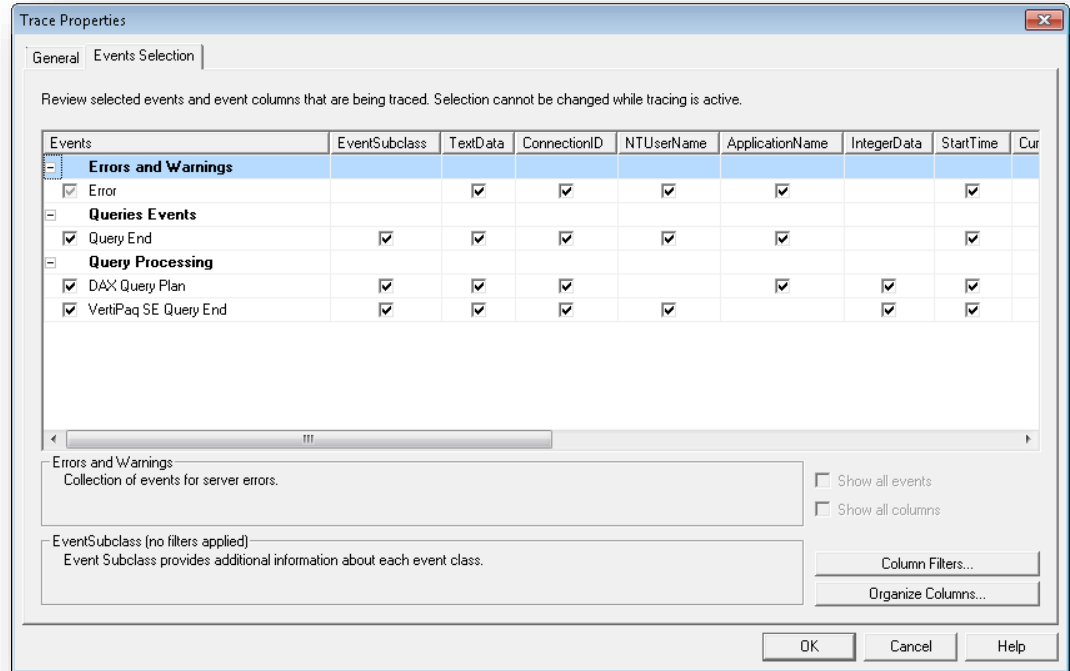 Trace Properties
General Events Selection
Review selected events and event columns that are being traced. Selection cannot be changed while tracing is active.
Events EventSubclass TextData ConnectionID NTUserName ApplicationName IntegerData StartTime Cur
Errors and Warnings
Error
Queries Events
Query End
Query Processing
DAX Query Plan
VertiPaq SE Query End
Errors and Warnings
Collection of events for server errors.
Show all events
Show all columns
EventSubclass (no filters applied)
Event Subclass provides additional information about each event class.
Column Filters...
Organize Columns...
OK Cancel Help